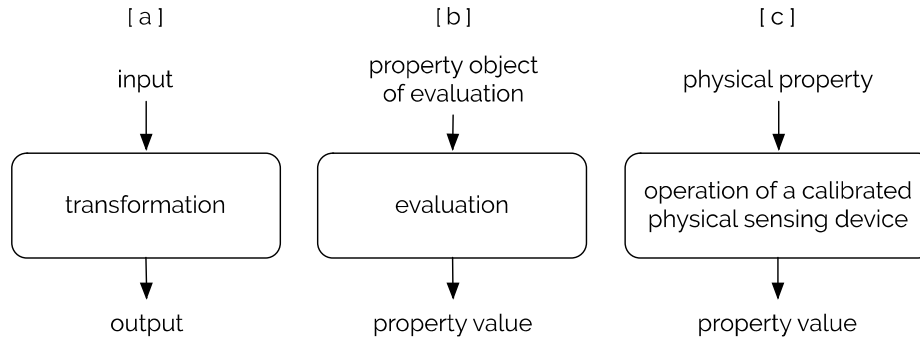 [ a ]
input
transformation
output
[ b ]
property object
of evaluation
evaluation
property value
[ c ]
physical property
operation of a calibrated
physical sensing device
property value